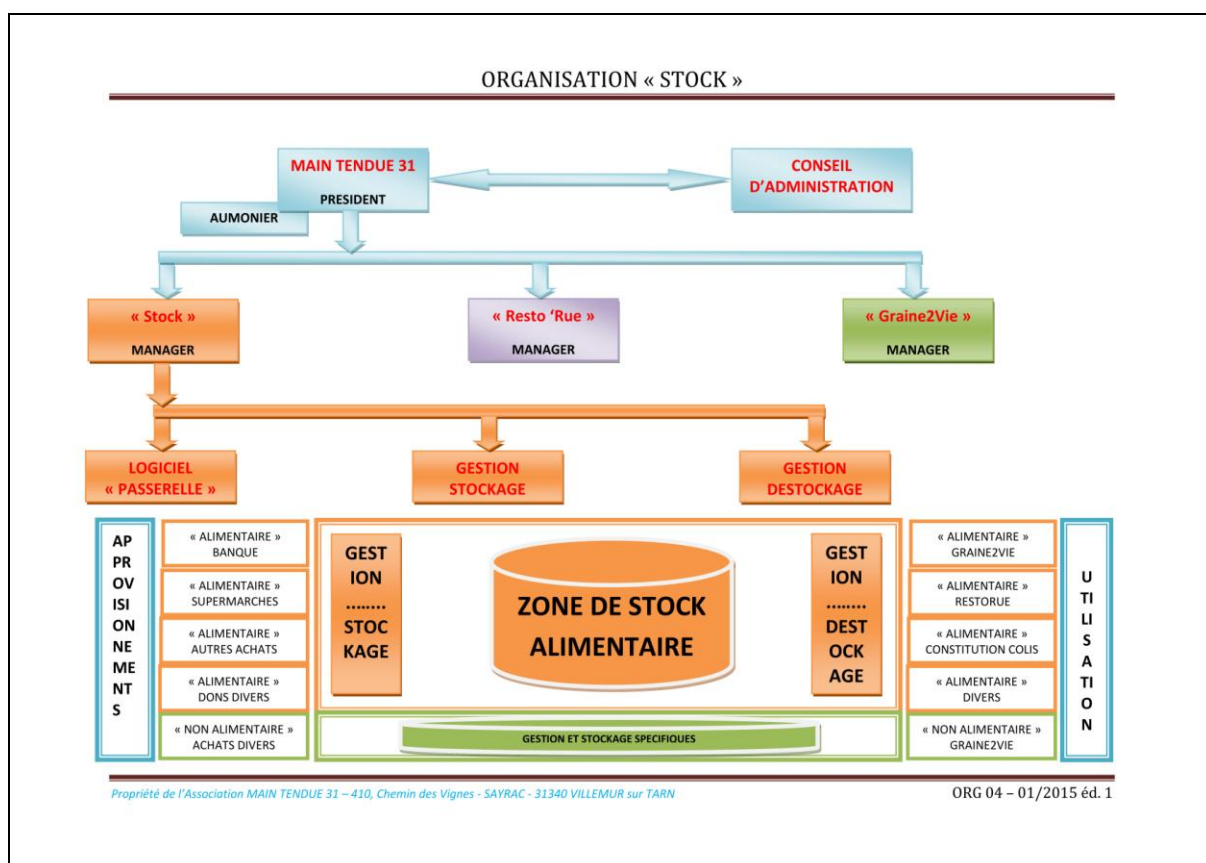 ORGANISATION « STOCK »
MAIN TENDUE 31
PRESIDENT
CONSEIL
D'ADMINISTRATION
AUMONIER
« Stock »
MANAGER
« Resto 'Rue »
MANAGER
« Graine2Vie »
MANAGER
LOGICIEL
« PASSERELLE »
GESTION
STOCKAGE
GESTION
DESTOCKAGE
AP
PR
OV
ISI
ON
NE
ME
NT
S
« ALIMENTAIRE »
BANQUE
« ALIMENTAIRE »
SUPERMARCHES
« ALIMENTAIRE »
AUTRES ACHATS
« ALIMENTAIRE »
DONS DIVERS
« NON ALIMENTAIRE »
ACHATS DIVERS
GEST
ION
........
STOC
KAGE
ZONE DE STOCK
ALIMENTAIRE
GEST
ION
........
DEST
OCK
AGE
GESTION ET STOCKAGE SPECIFIQUES
« ALIMENTAIRE »
GRAINE2VIE
« ALIMENTAIRE »
RESTORUE
« ALIMENTAIRE »
CONSTITUTION COLIS
« ALIMENTAIRE »
DIVERS
« NON ALIMENTAIRE »
GRAINE2VIE
U
TI
LI
S
A
TI
O
N
Propriété de l'Association MAIN TENDUE 31 – 410, Chemin des Vignes - SAYRAC - 31340 VILLEMUR sur TARN
ORG 04 – 01/2015 éd. 1